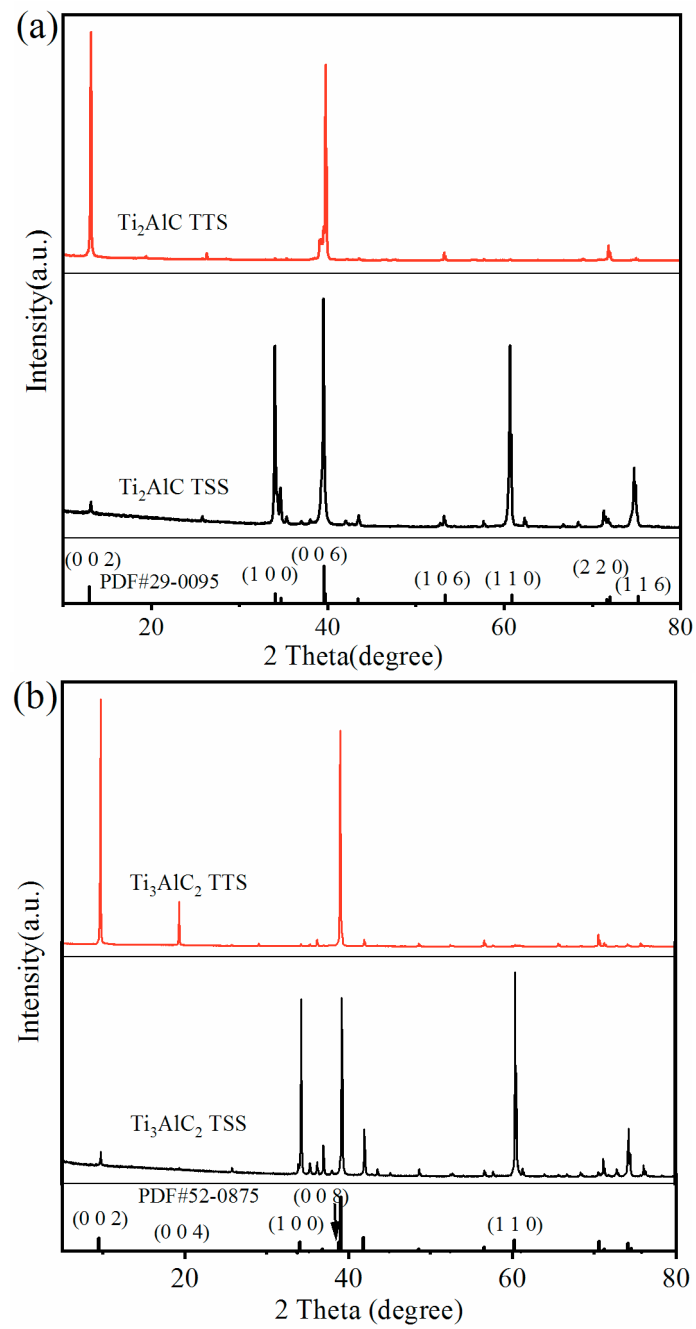 (a)
Ti₂AlC TTS
Intensity(a.u.)
Ti₂AlC TSS
(0 0 2)
PDF#29-0095
(1 0 0)
(0 0 6)
(1 0 6)
(1 1 0)
(2 2 0)
(1 1 6)
20 40 60 80
2 Theta(degree)
(b)
Ti₃AlC₂ TTS
Intensity(a.u.)
Ti₃AlC₂ TSS
PDF#52-0875
(0 0 8)
(0 0 2)
(0 0 4)
(1 0 0)
(1 1 0)
20 40 60 80
2 Theta (degree)